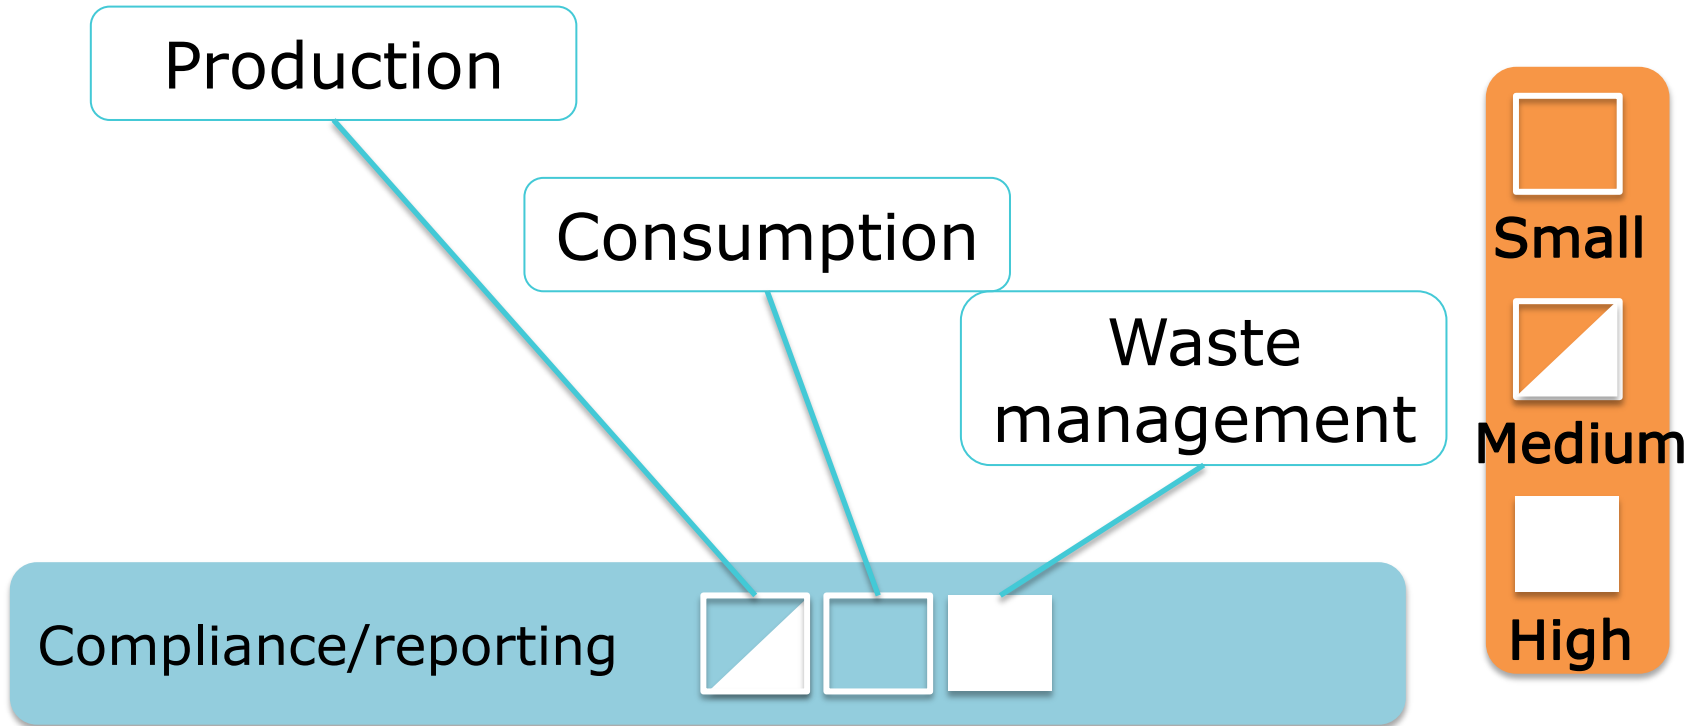 Production
Consumption
Waste
management
Compliance/reporting
Small
Medium
High